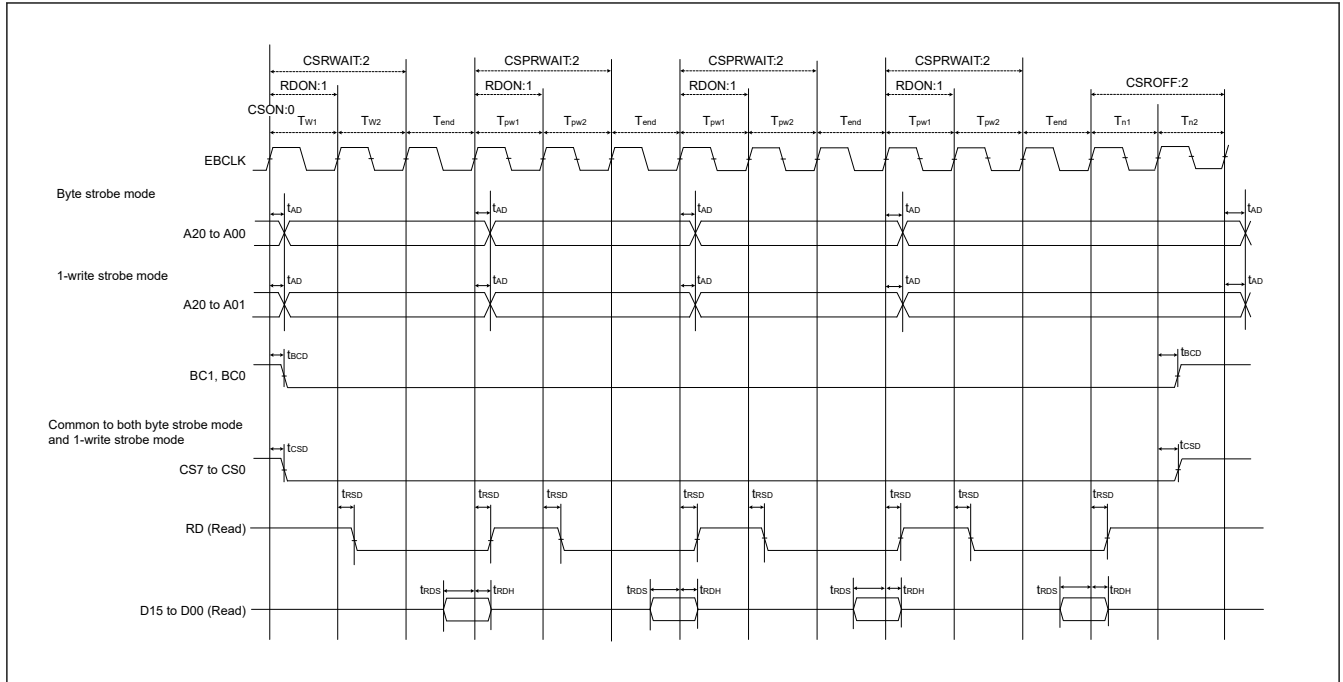 CSRWAIT:2 CSPRWAIT:2 CSPRWAIT:2 CSPRWAIT:2
CSROFF:2
RDON:1 RDON:1 RDON:1 RDON:1
CSON:0
TW1 TW2 Tend Tpw1 Tpw2 Tend Tpw1 Tpw2 Tend Tpw1 Tpw2 Tend Tn1 Tn2
EBCLK
Byte strobe mode
tAD tAD tAD tAD tAD
A20 to A00
1-write strobe mode
tAD tAD tAD tAD tAD
A20 to A01
tBCD tBCD
BC1, BC0
Common to both byte strobe mode
and 1-write strobe mode
tCSD tCSD
CS7 to CS0
tRSD tRSD tRSD tRSD tRSD tRSD tRSD tRSD
RD (Read)
tRDS tRDH tRDS tRDH tRDS tRDH tRDS tRDH
D15 to D00 (Read)